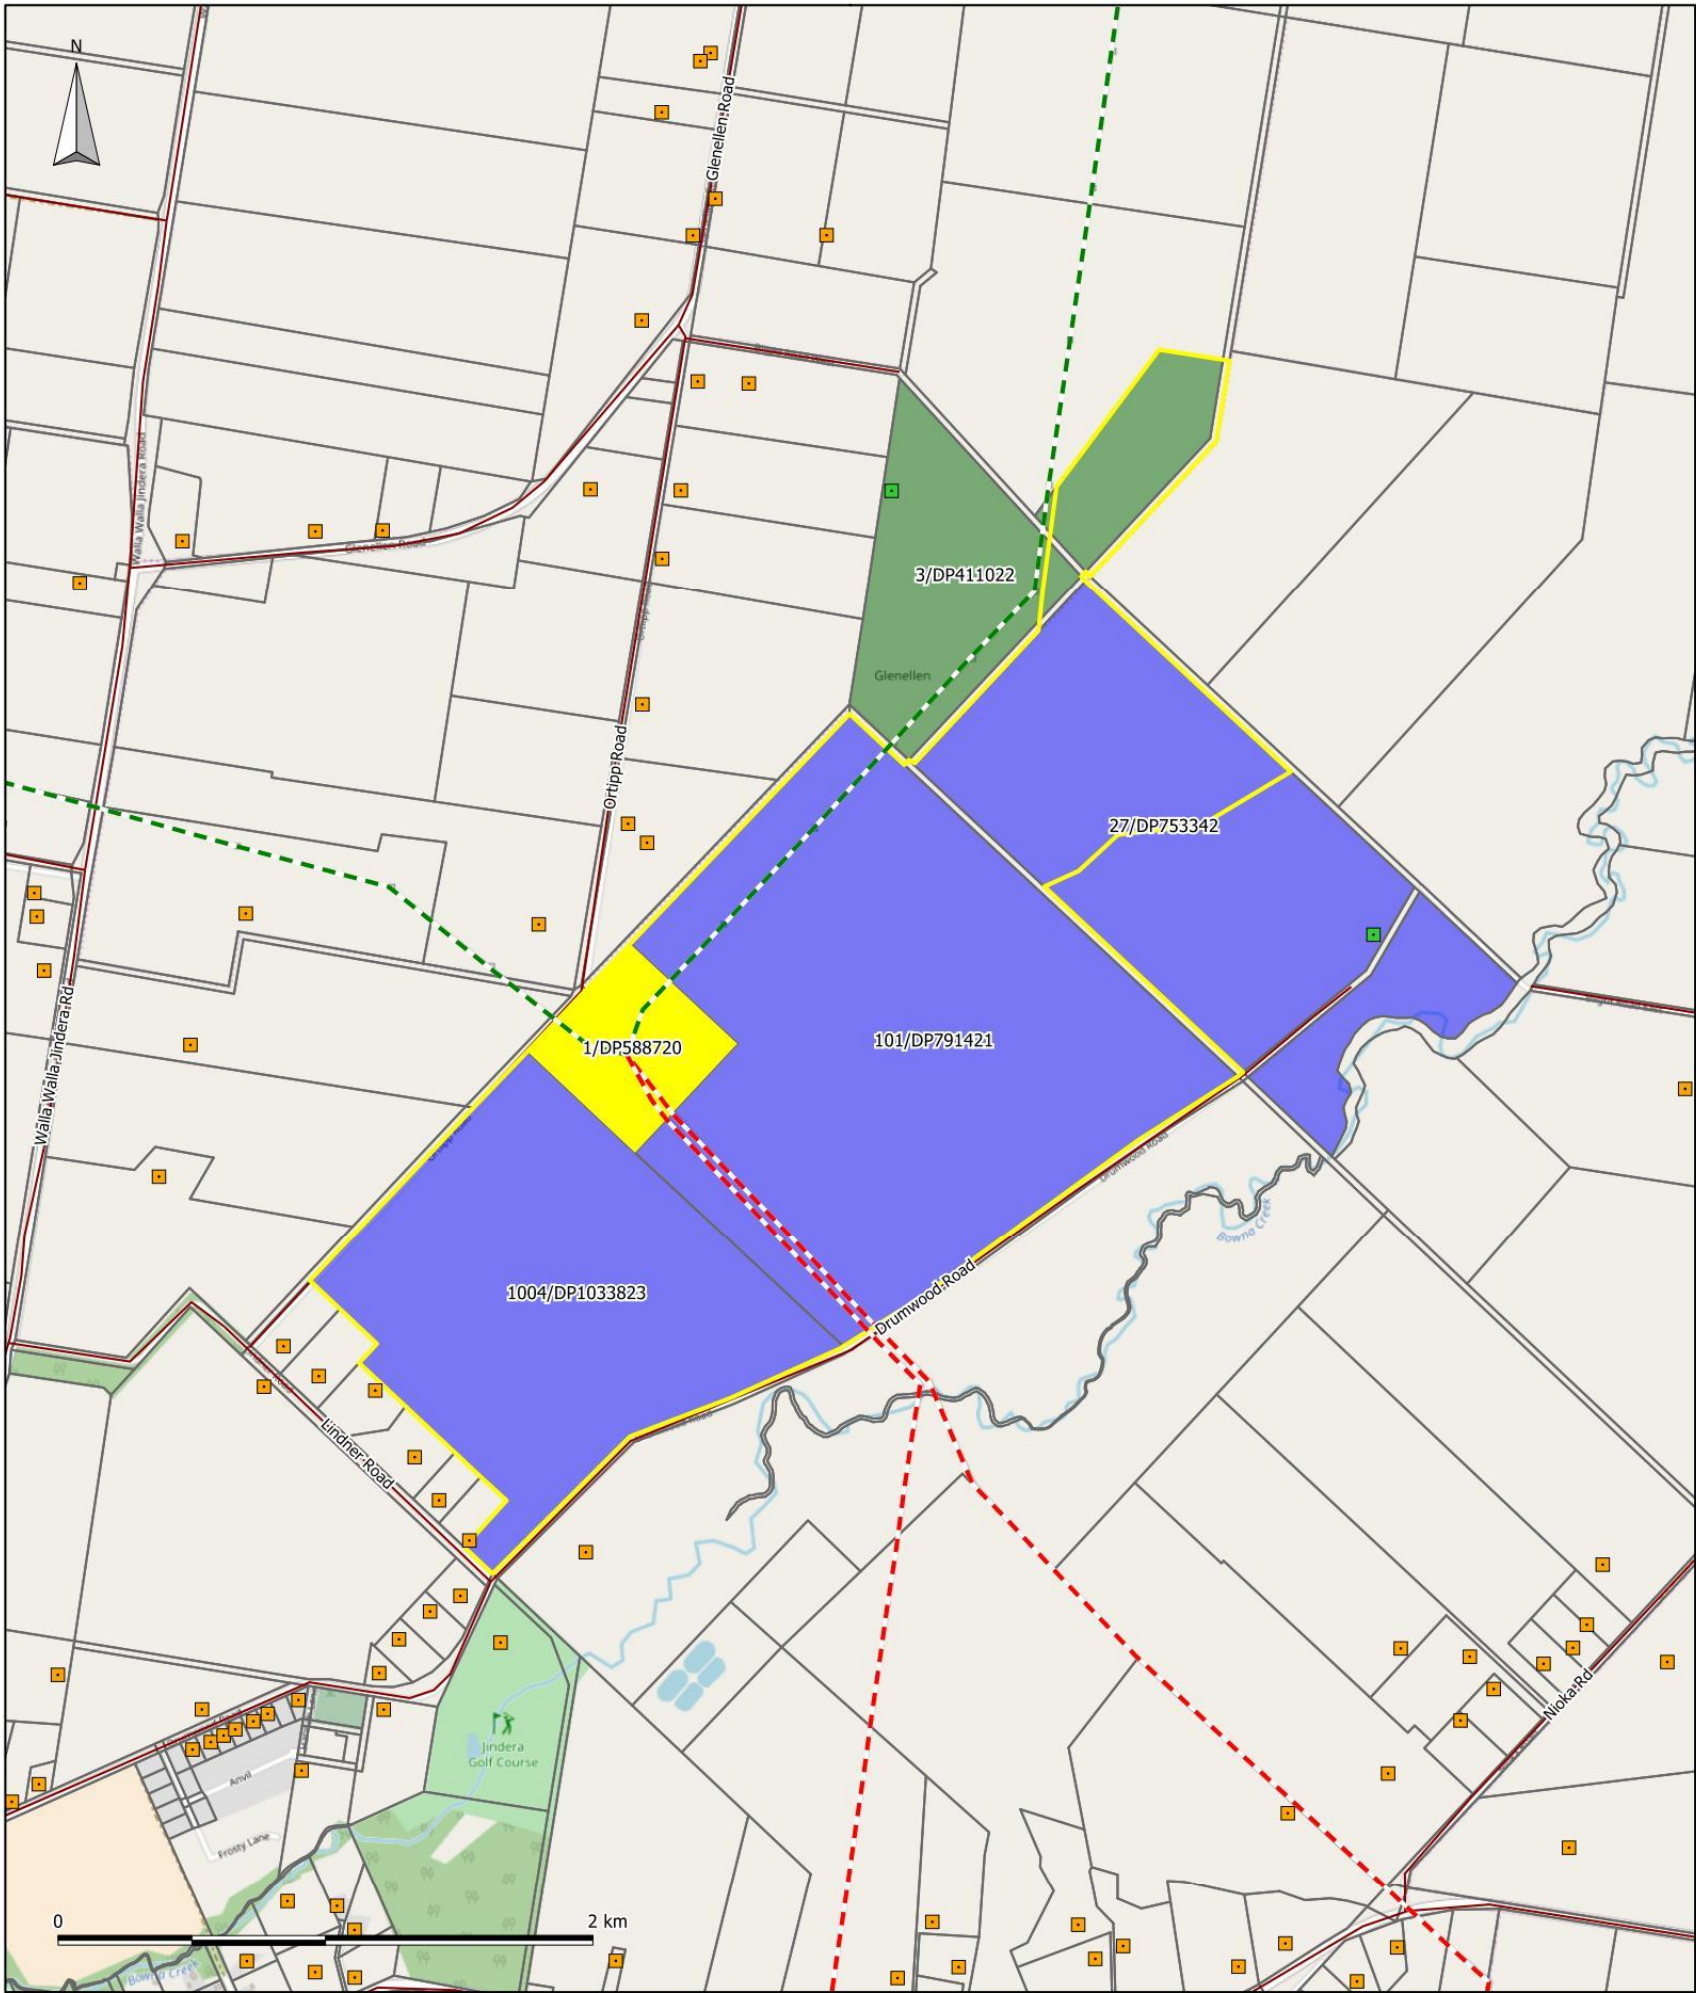 N
Glenellen Road
Walla Walla Jindera Road
Glenellen Road
3/DP411022
Glenellen
Ortipp Road
27/DP753342
1/DP588720
101/DP791421
Walla Walla Jindera Rd
Drumwood Road
Bowna Creek
1004/DP1033823
Drumwood Road
Lindner Road
Nioka Rd
Jindera
Golf Course
Anvil
Frosty Lane
0
2 km
Bowna Creek